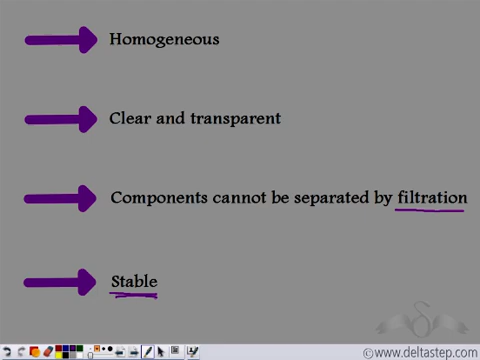 Homogeneous
Clear and transparent
Components cannot be separated by filtration
Stable
© www.deltastep.com